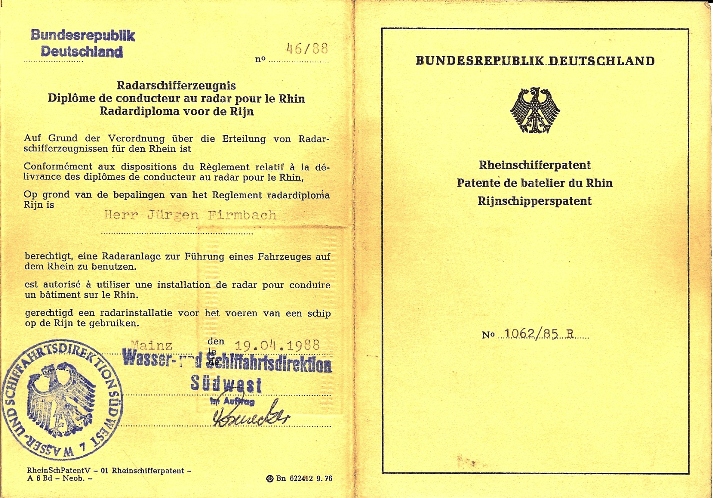 Bundesrepublik
Deutschland
nº 46/88
Radarschifferzeugnis
Diplôme de conducteur au radar pour le Rhin
Radardiploma voor de Rijn
Auf Grund der Verordnung über die Erteilung von Radar-
schifferzeugnissen für den Rhein ist
Conformément aux dispositions du Règlement relatif à la dé-
livrance des diplômes de conducteur au radar pour le Rhin,
Op grond van de bepalingen van het Reglement radardiploma
Rijn is
Herr Jürgen Firmbach
berechtigt, eine Radaranlage zur Führung eines Fahrzeuges auf
dem Rhein zu benutzen.
est autorisé à utiliser une installation de radar pour conduire
un bâtiment sur le Rhin.
gerechtigd een radarinstallatie voor het voeren van een schip
op de Rijn te gebruiken.
Mainz den 19.04.1988
Wasser- und Schiffahrtsdirektion
Südwest
Im Auftrag
WASSER- UND SCHIFFAHRTSDIREKTION SÜDWEST 7
RheinSchPatentV – 01 Rheinschifferpatent –
A 6 Bd – Neob. –
Bn 622412 9. 76
BUNDESREPUBLIK DEUTSCHLAND
Rheinschifferpatent
Patente de batelier du Rhin
Rijnschipperspatent
No 1062/85 R